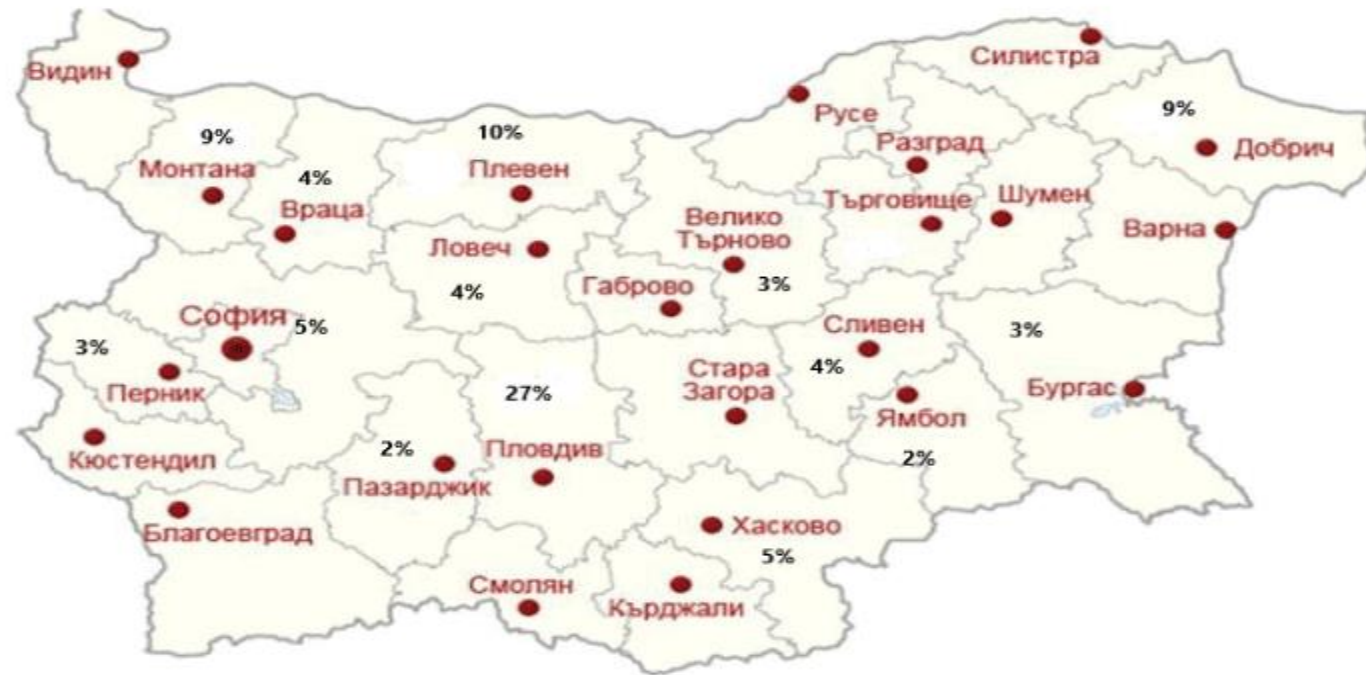 Видин
Силистра
Русе
9%
Добрич
9%
Монтана
10%
Плевен
Разград
4%
Враца
Търговище
Шумен
Варна
Велико
Търново
3%
Ловеч
4%
Габрово
София
5%
Сливен
4%
3%
Бургас
3%
Перник
Стара
Загора
Ямбол
2%
27%
Пловдив
2%
Пазарджик
Кюстендил
Благоевград
Хасково
5%
Смолян
Кърджали